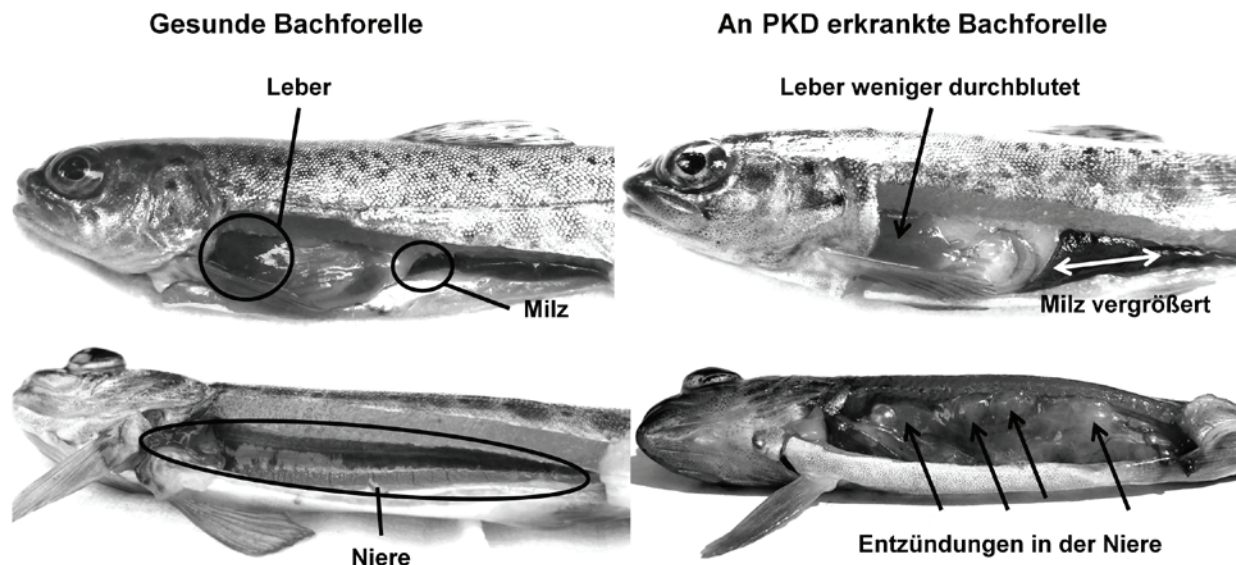 Gesunde Bachforelle
An PKD erkrankte Bachforelle
Leber
Leber weniger durchblutet
Milz
Milz vergrößert
Niere
Entzündungen in der Niere